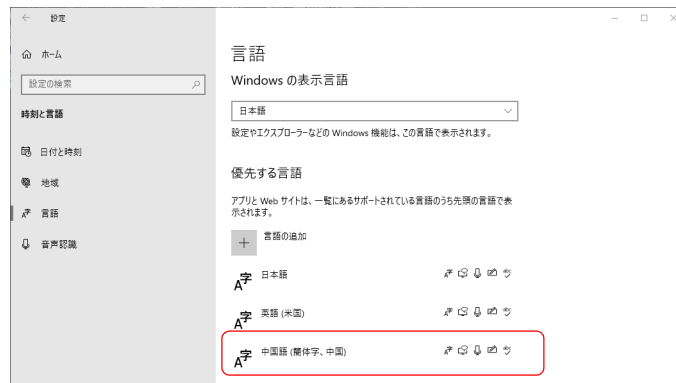 設定
ホーム
設定の検索
時刻と言語
日付と時刻
地域
言語
音声認識
言語
Windows の表示言語
日本語
設定やエクスプローラーなどの Windows 機能は、この言語で表示されます。
優先する言語
アプリと Web サイトは、一覧にあるサポートされている言語のうち先頭の言語で表
示されます。
言語の追加
日本語
英語 (米国)
中国語 (簡体字、中国)